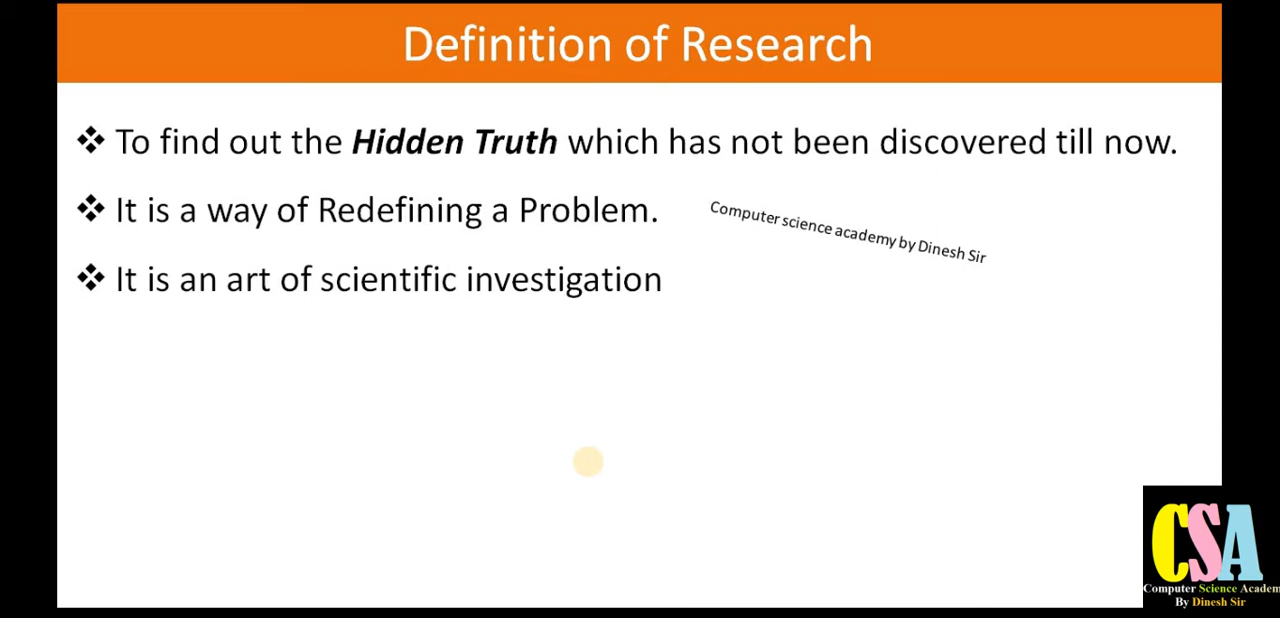 Definition of Research
❖ To find out the Hidden Truth which has not been discovered till now.
❖ It is a way of Redefining a Problem.
Computer science academy by Dinesh Sir
❖ It is an art of scientific investigation
CSA
Computer Science Academ
By Dinesh Sir